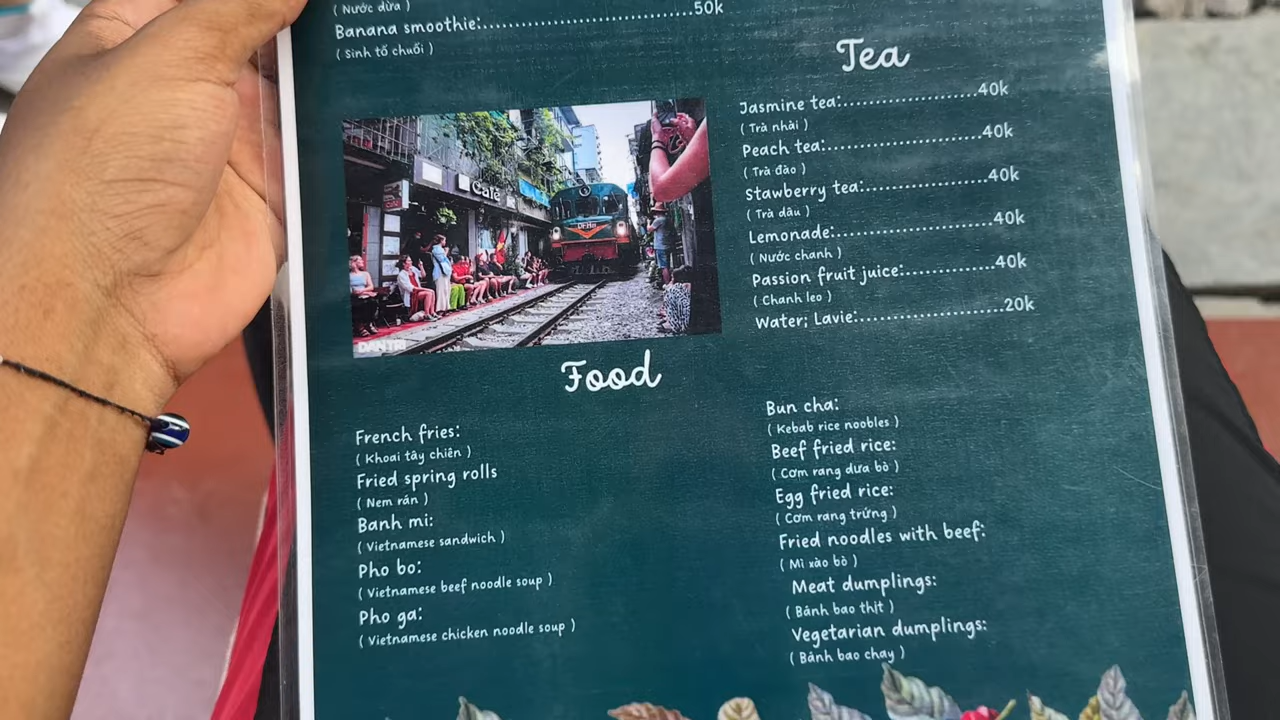 ( Nước dừa )
Banana smoothie:..............................50k
( Sinh tố chuối )
Tea
Jasmine tea:...................40k
( Trà nhài )
Peach tea:......................40k
( Trà đào )
Stawberry tea:.................40k
( Trà dâu )
Lemonade:......................40k
( Nước chanh )
Passion fruit juice:.............40k
( Chanh leo )
Water; Lavie:....................20k
Café
DANTRI
Food
French fries:
( Khoai tây chiên )
Fried spring rolls
( Nem rán )
Banh mi:
( Vietnamese sandwich )
Pho bo:
( Vietnamese beef noodle soup )
Pho ga:
( Vietnamese chicken noodle soup )
Bun cha:
( Kebab rice noobles )
Beef fried rice:
( Cơm rang dưa bò )
Egg fried rice:
( Cơm rang trứng )
Fried noodles with beef:
( Mì xào bò )
Meat dumplings:
( Bánh bao thịt )
Vegetarian dumplings:
( Bánh bao chay )